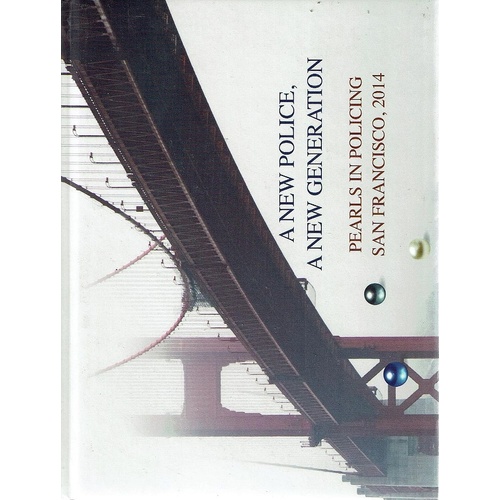 A NEW POLICE,
A NEW GENERATION
PEARLS IN POLICING
SAN FRANCISCO, 2014